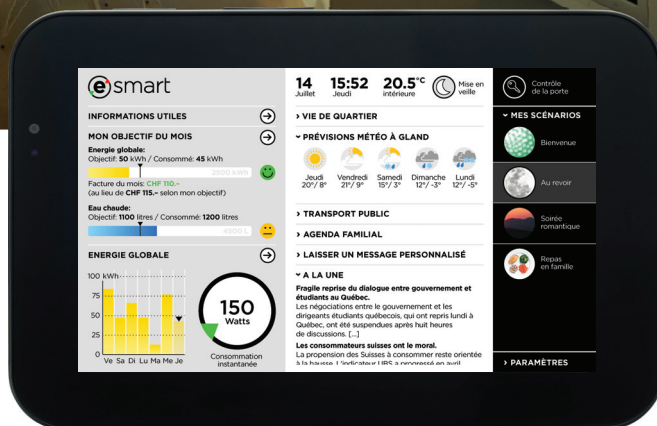 esmart
INFORMATIONS UTILES
MON OBJECTIF DU MOIS
Energie globale:
Objectif: 50 kWh / Consommé: 45 kWh
2500 kWh
Facture du mois: CHF 110.–
(au lieu de CHF 115.– selon mon objectif)
Eau chaude:
Objectif: 1100 litres / Consommé: 1200 litres
4500 L
ENERGIE GLOBALE
100 kWh
75
50
25
0
Ve Sa Di Lu Ma Me Je
150
Watts
Consommation
instantanée
14 15:52 20.5°C Mise en
Juillet Jeudi intérieure veille
> VIE DE QUARTIER
PRÉVISIONS MÉTÉO À GLAND
Jeudi Vendredi Samedi Dimanche Lundi
20°/ 8° 21°/ 9° 15°/ 3° 12°/ -3° 12°/ -5°
> TRANSPORT PUBLIC
> AGENDA FAMILIAL
> LAISSER UN MESSAGE PERSONNALISÉ
A LA UNE
Fragile reprise du dialogue entre gouvernement et
étudiants au Québec.
Les négociations entre le gouvernement et les
dirigeants étudiants québecois, qui ont repris lundi à
Québec, ont été suspendues après huit heures
de discussions. [...]
Les consommateurs suisses ont le moral.
La propension des Suisses à consommer reste orientée
à la hausse. L'indicateur UBS a progressé en avril
Contrôle
de la porte
MES SCÉNARIOS
Bienvenue
Au revoir
Soirée
romantique
Repas
en famille
> PARAMÈTRES